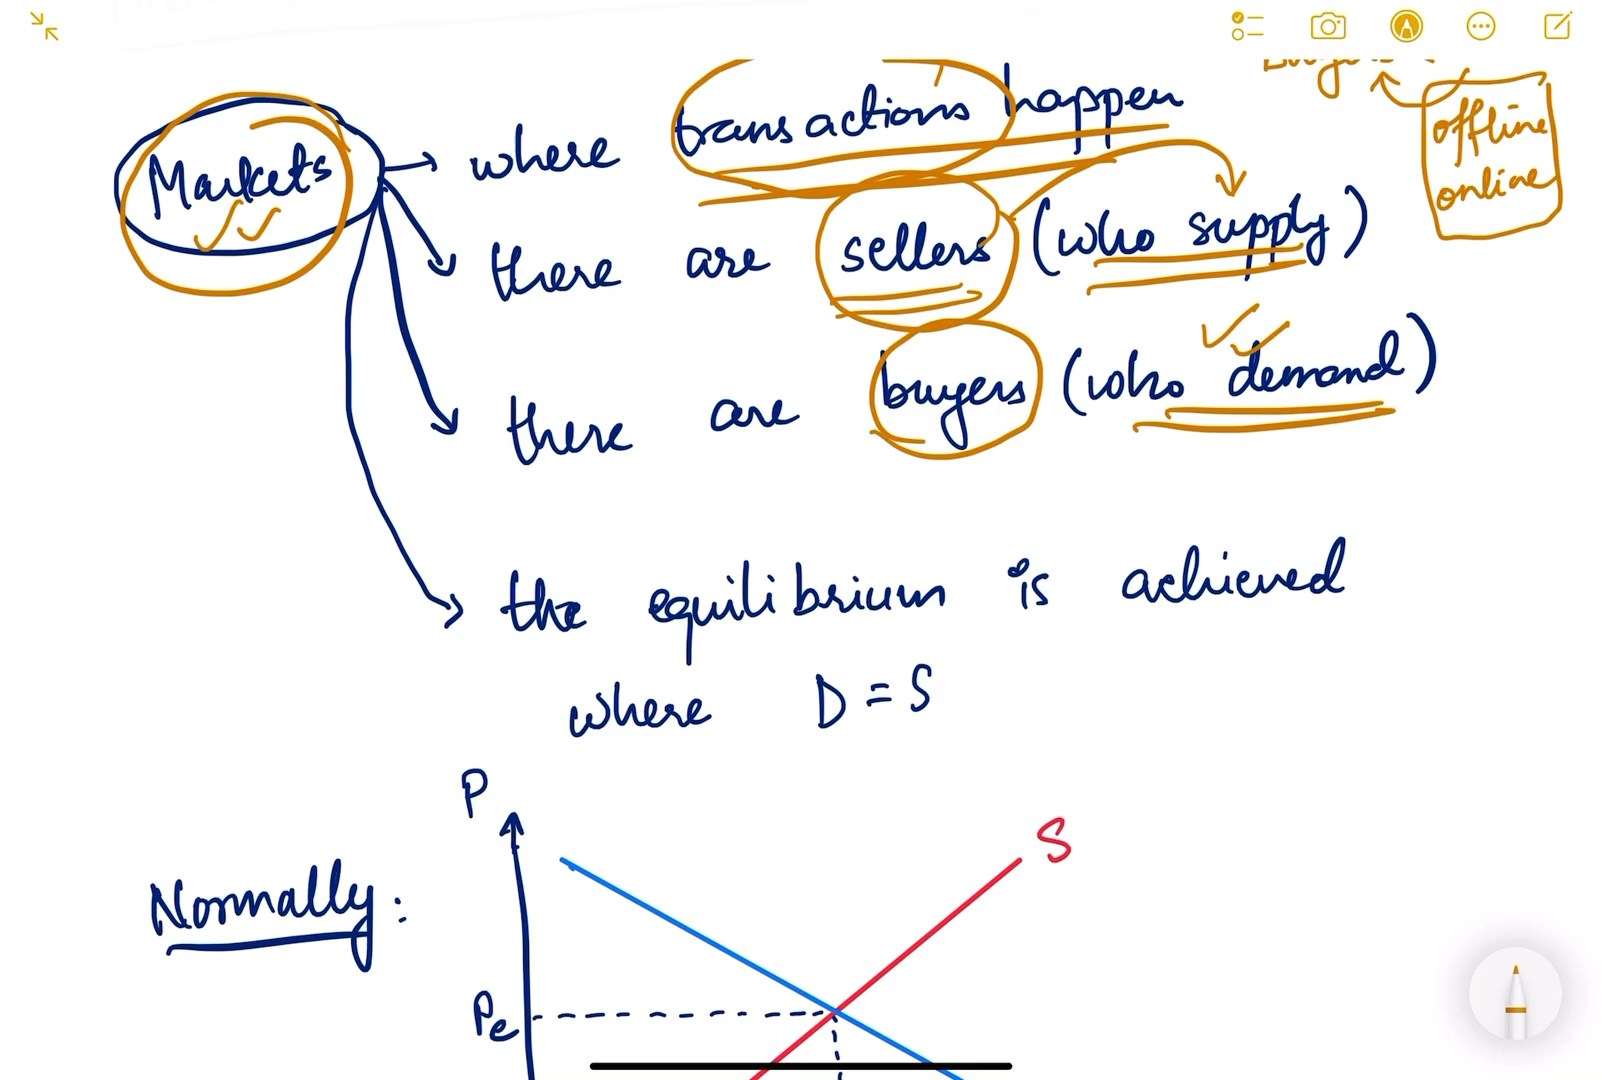 offline
online
Markets
where transactions happen
there are sellers (who supply)
there are buyers (who demand)
the equilibrium is achieved
where D = S
P
S
Normally:
Pe